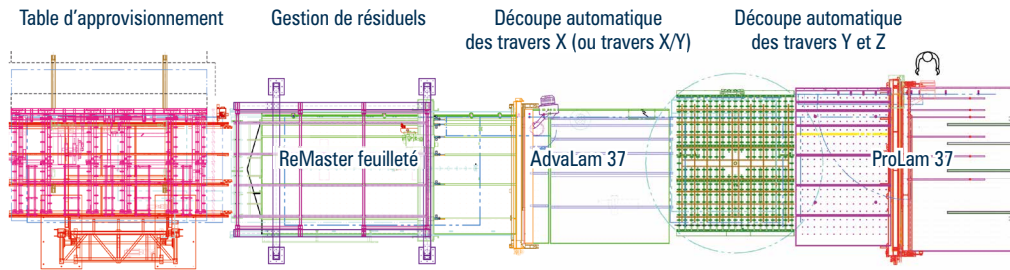 Table d’approvisionnement
Gestion de résiduels
Découpe automatique
des travers X (ou travers X/Y)
Découpe automatique
des travers Y et Z
ReMaster feuilleté
AdvaLam 37
ProLam 37